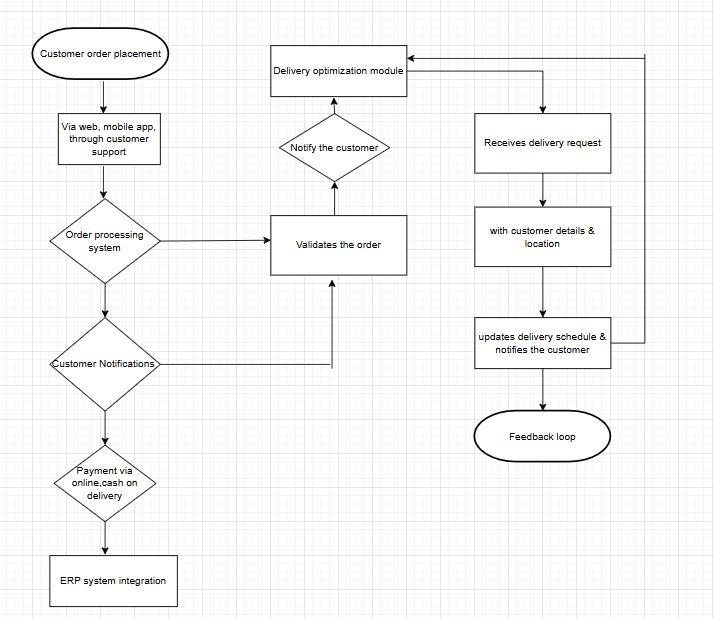 Customer order placement
Via web, mobile app,
through customer
support
Order processing
system
Customer Notifications
Payment via
online,cash on
delivery
ERP system integration
Delivery optimization module
Notify the customer
Validates the order
Receives delivery request
with customer details &
location
updates delivery schedule &
notifies the customer
Feedback loop